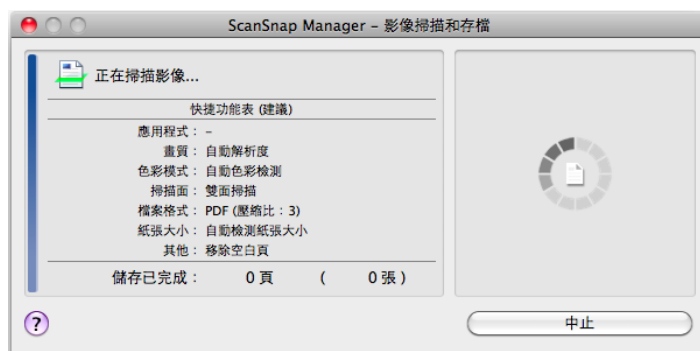 ScanSnap Manager – 影像掃描和存檔
正在掃描影像...
快捷功能表 (建議)
應用程式： –
畫質： 自動解析度
色彩模式： 自動色彩檢測
掃描面： 雙面掃描
檔案格式： PDF (壓縮比：3)
紙張大小： 自動檢測紙張大小
其他： 移除空白頁
儲存已完成： 0 頁 ( 0 張 )
?
中止